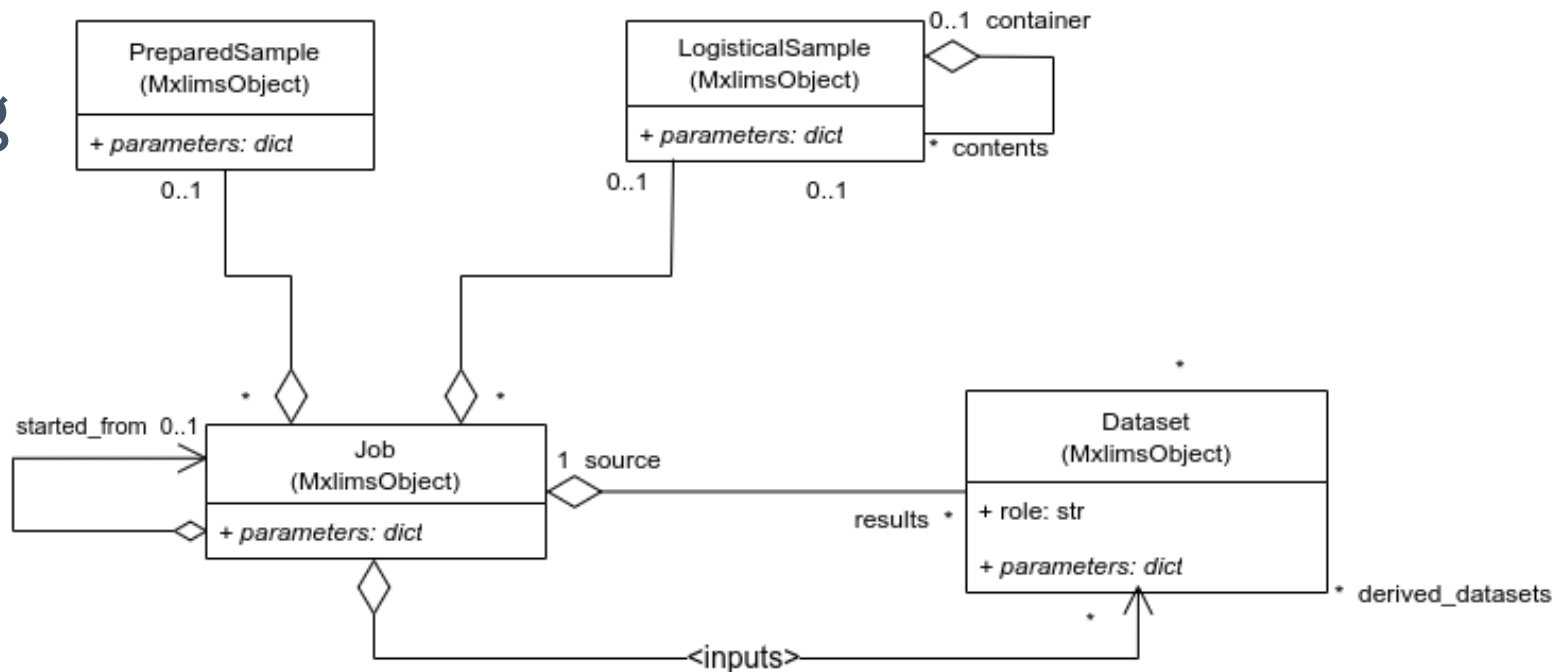 PreparedSample
(MxlimsObject)
+ parameters: dict
0..1
LogisticalSample
(MxlimsObject)
+ parameters: dict
0..1 container
* contents
0..1
0..1
g
*
*
started_from 0..1
Job
(MxlimsObject)
+ parameters: dict
1 source
results *
*
Dataset
(MxlimsObject)
+ role: str
+ parameters: dict
* derived_datasets
*
<inputs>